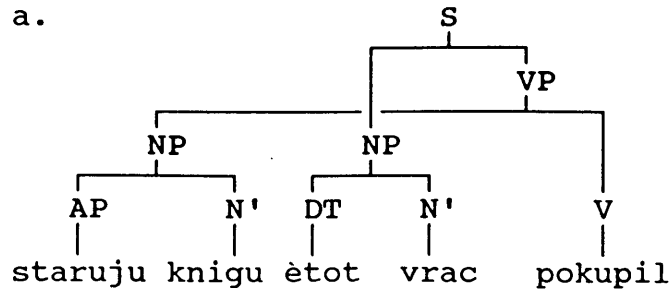 a. S
VP
NP NP
AP N' DT N' V
staruju knigu ètot vrac pokupil